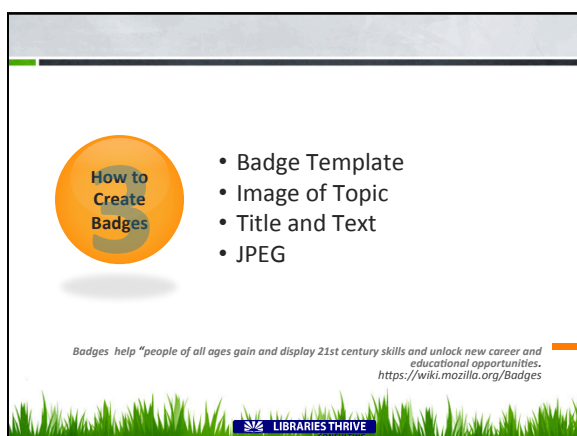 3
How to
Create
Badges
• Badge Template
• Image of Topic
• Title and Text
• JPEG
Badges help “people of all ages gain and display 21st century skills and unlock new career and
educational opportunities.
https://wiki.mozilla.org/Badges
LIBRARIES THRIVE
CONSULTING